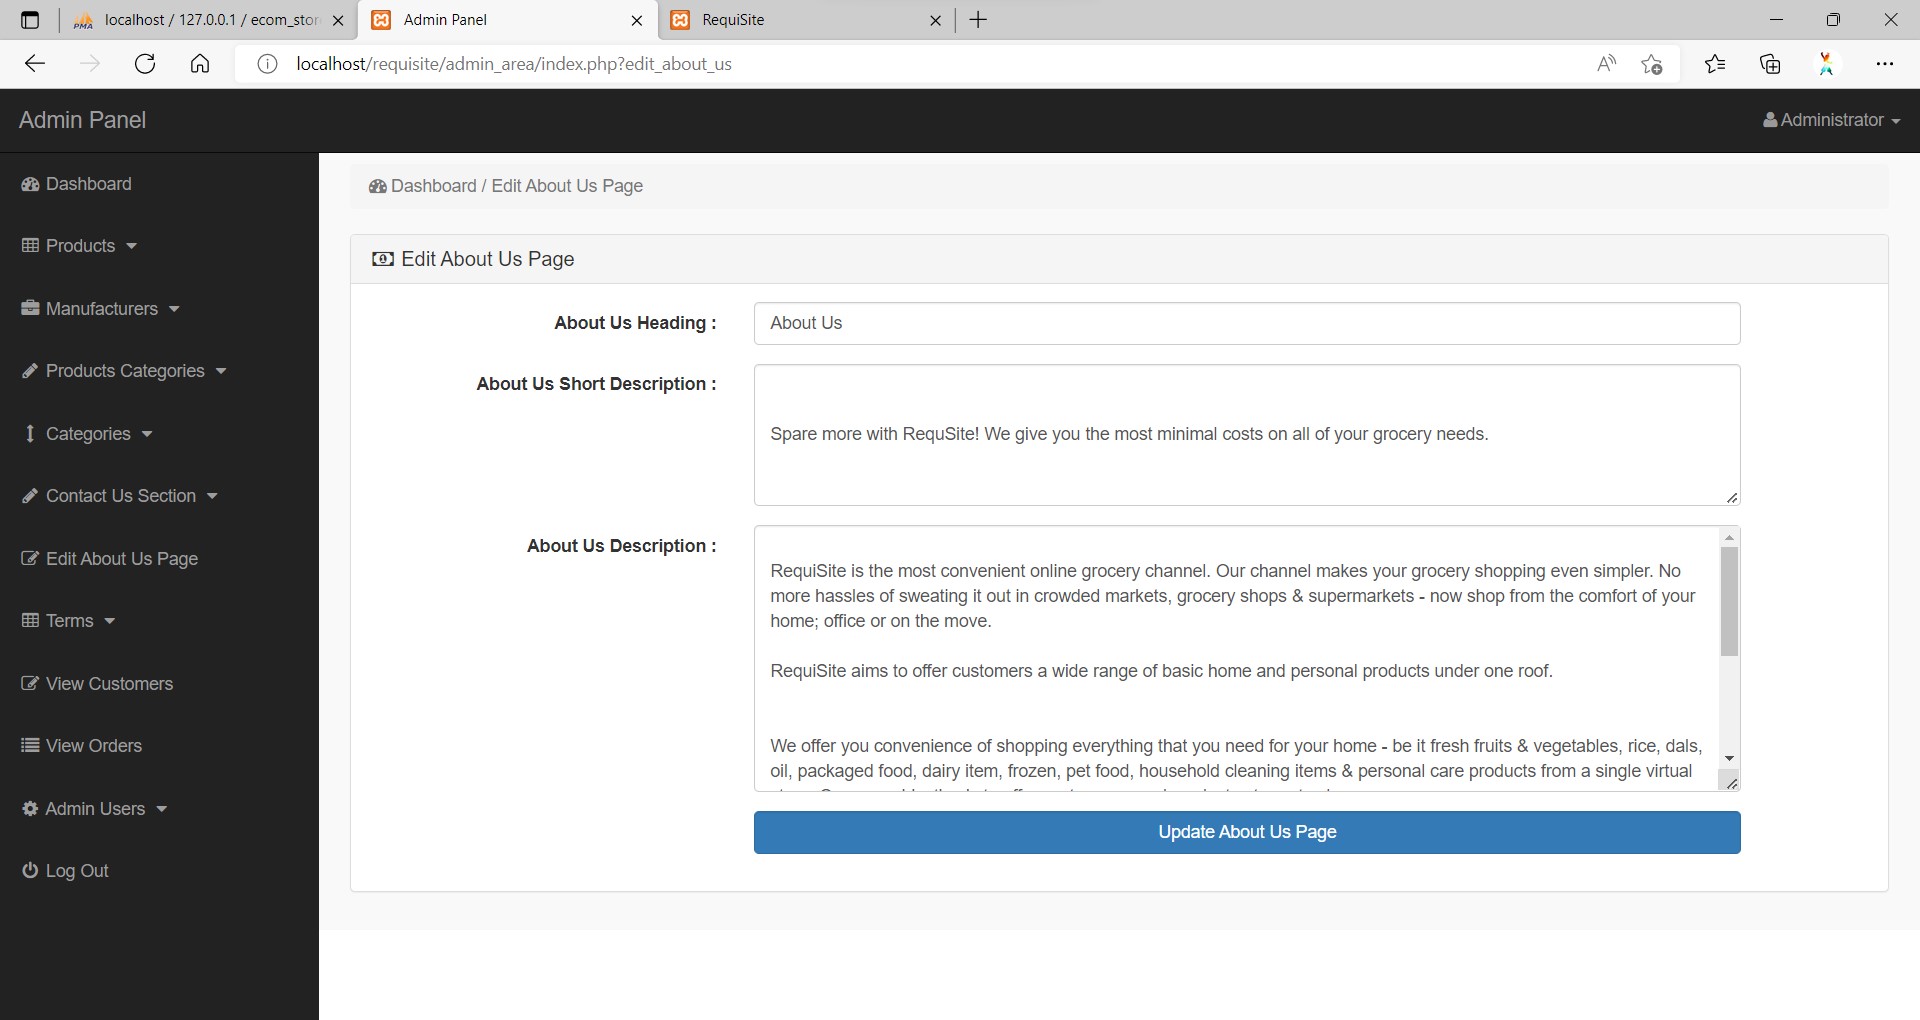 localhost / 127.0.0.1 / ecom_stor
Admin Panel
RequiSite
localhost/requisite/admin_area/index.php?edit_about_us
Admin Panel
Administrator
Dashboard
Products
Manufacturers
Products Categories
Categories
Contact Us Section
Edit About Us Page
Terms
View Customers
View Orders
Admin Users
Log Out
Dashboard / Edit About Us Page
Edit About Us Page
About Us Heading :
About Us
About Us Short Description :
Spare more with RequSite! We give you the most minimal costs on all of your grocery needs.
About Us Description :
RequiSite is the most convenient online grocery channel. Our channel makes your grocery shopping even simpler. No
more hassles of sweating it out in crowded markets, grocery shops & supermarkets - now shop from the comfort of your
home; office or on the move.
RequiSite aims to offer customers a wide range of basic home and personal products under one roof.
We offer you convenience of shopping everything that you need for your home - be it fresh fruits & vegetables, rice, dals,
oil, packaged food, dairy item, frozen, pet food, household cleaning items & personal care products from a single virtual
Update About Us Page